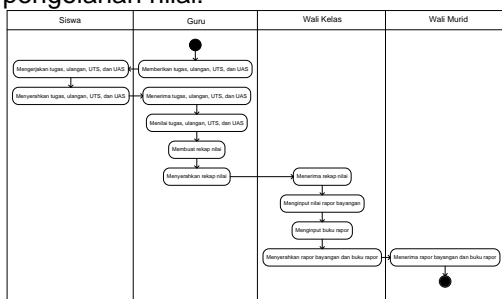 pengolahan nilai.
Siswa Guru Wali Kelas Wali Murid
Mengerjakan tugas, ulangan, UTS, dan UAS Memberikan tugas, ulangan, UTS, dan UAS
Menyerahkan tugas, ulangan, UTS, dan UAS Menerima tugas, ulangan, UTS, dan UAS
Menilai tugas, ulangan, UTS, dan UAS
Membuat rekap nilai
Menyerahkan rekap nilai Menerima rekap nilai
Menginput nilai rapor bayangan
Menginput buku rapor
Menyerahkan rapor bayangan dan buku rapor Menerima rapor bayangan dan buku rapor